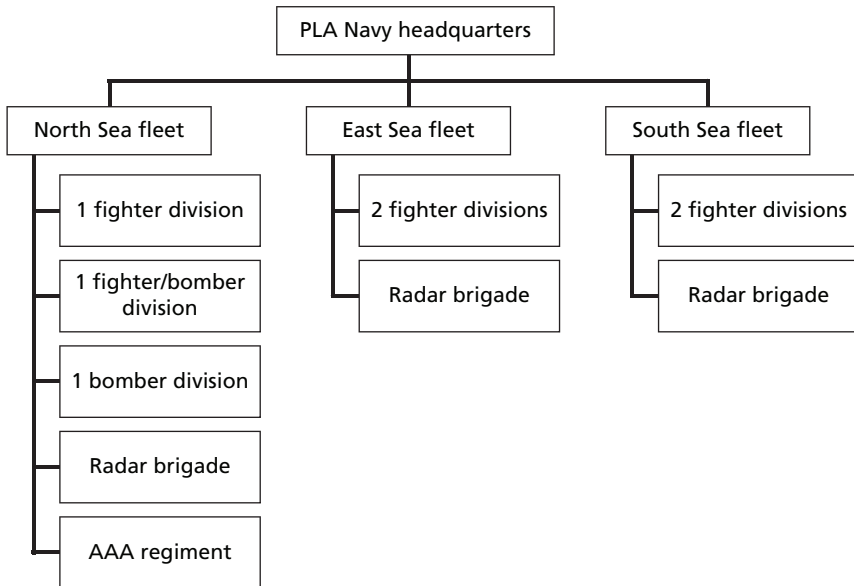 PLA Navy headquarters
North Sea fleet
1 fighter division
1 fighter/bomber
division
1 bomber division
Radar brigade
AAA regiment
East Sea fleet
2 fighter divisions
Radar brigade
South Sea fleet
2 fighter divisions
Radar brigade